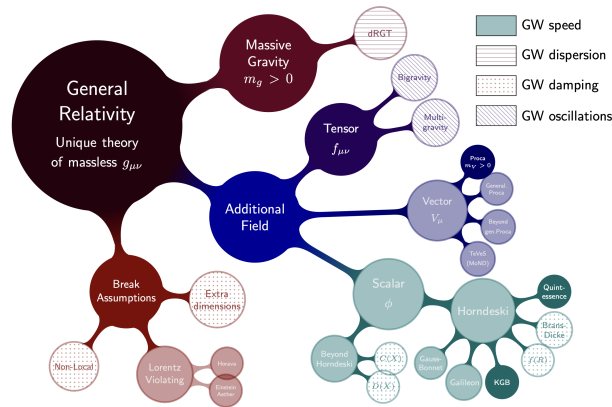 General
Relativity
Unique theory
of massless gμν
Massive
Gravity
m_g > 0
dRGT
Bigravity
Multi-
gravity
Tensor
fμν
GW speed
GW dispersion
GW damping
GW oscillations
Additional
Field
Vector
Vμ
Proca
m_V > 0
General
Proca
Beyond
gen.Proca
TeVeS
(MoND)
Break
Assumptions
Extra
dimensions
Non-Local
Lorentz
Violating
Horava
Einstein
Aether
Scalar
ϕ
Horndeski
Quint-
essence
Brans-
Dicke
f(R)
KGB
Galileon
Gauss-
Bonnet
Beyond
Horndeski
C(X)
D(X)